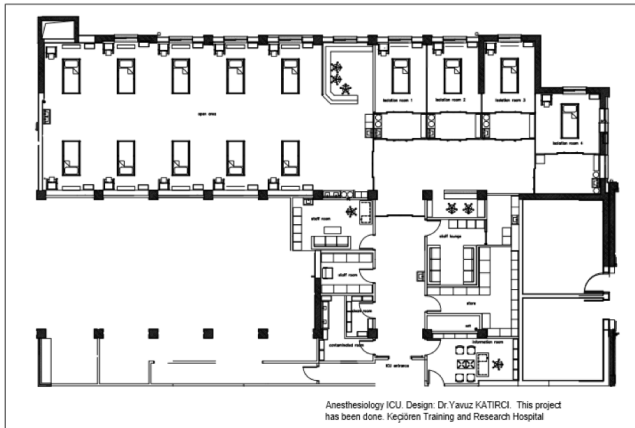 isolation room 1
isolation room 2
isolation room 3
open area
isolation room 4
staff room
staff lounge
staff room
store
contaminated room
information room
ICU entrance
Anesthesiology ICU. Design: Dr.Yavuz KATIRCI. This project
has been done. Keçiören Training and Research Hospital